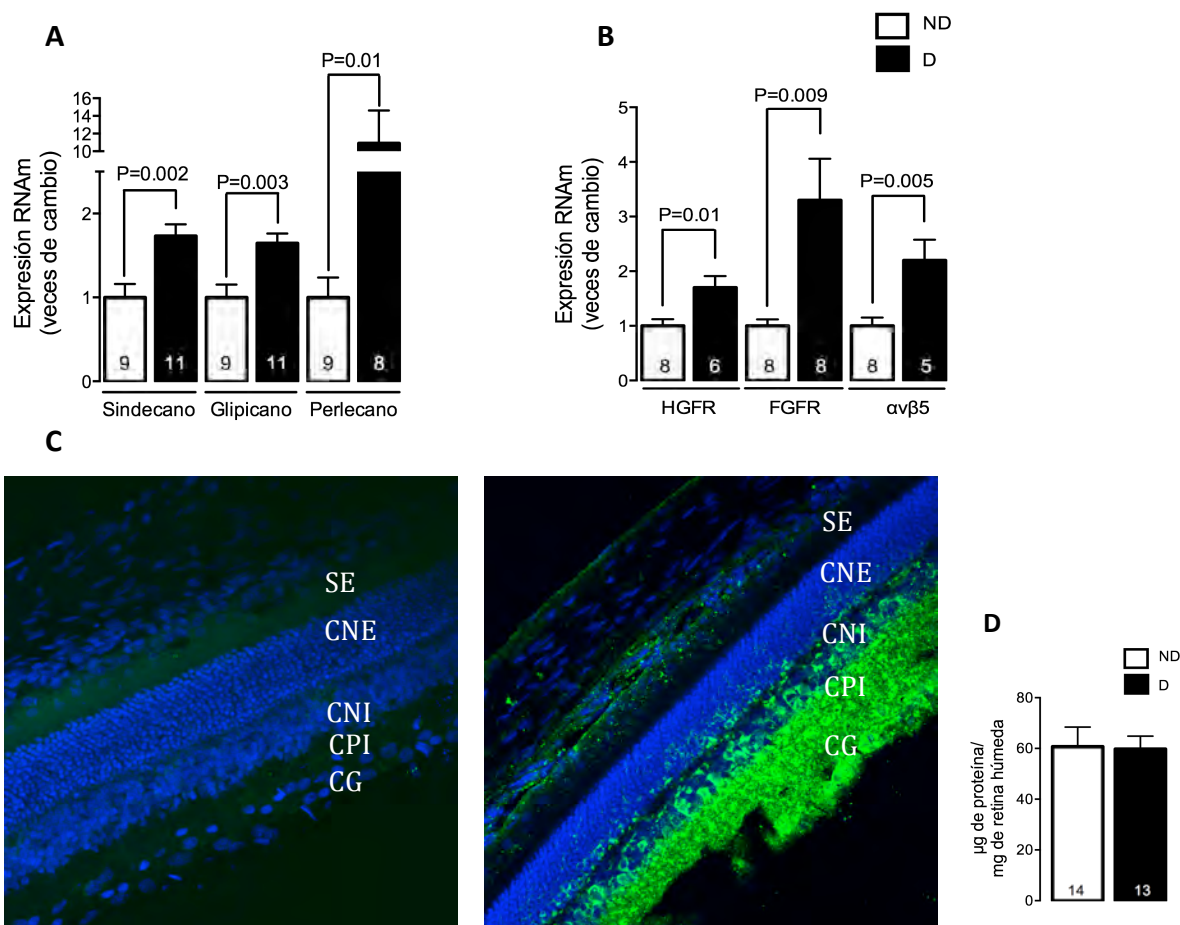 A
P=0.01
P=0.002
P=0.003
16
14
12
10
2
1
0
Expresión RNAm
(veces de cambio)
9
11
9
11
9
8
Sindecano
Glipicano
Perlecano
B
ND
D
P=0.009
P=0.01
P=0.005
5
4
3
2
1
0
Expresión RNAm
(veces de cambio)
8
6
8
8
8
5
HGFR
FGFR
αvβ5
C
SE
CNE
CNI
CPI
CG
SE
CNE
CNI
CPI
CG
D
ND
D
80
60
40
20
0
µg de proteína/
mg de retina húmeda
14
13